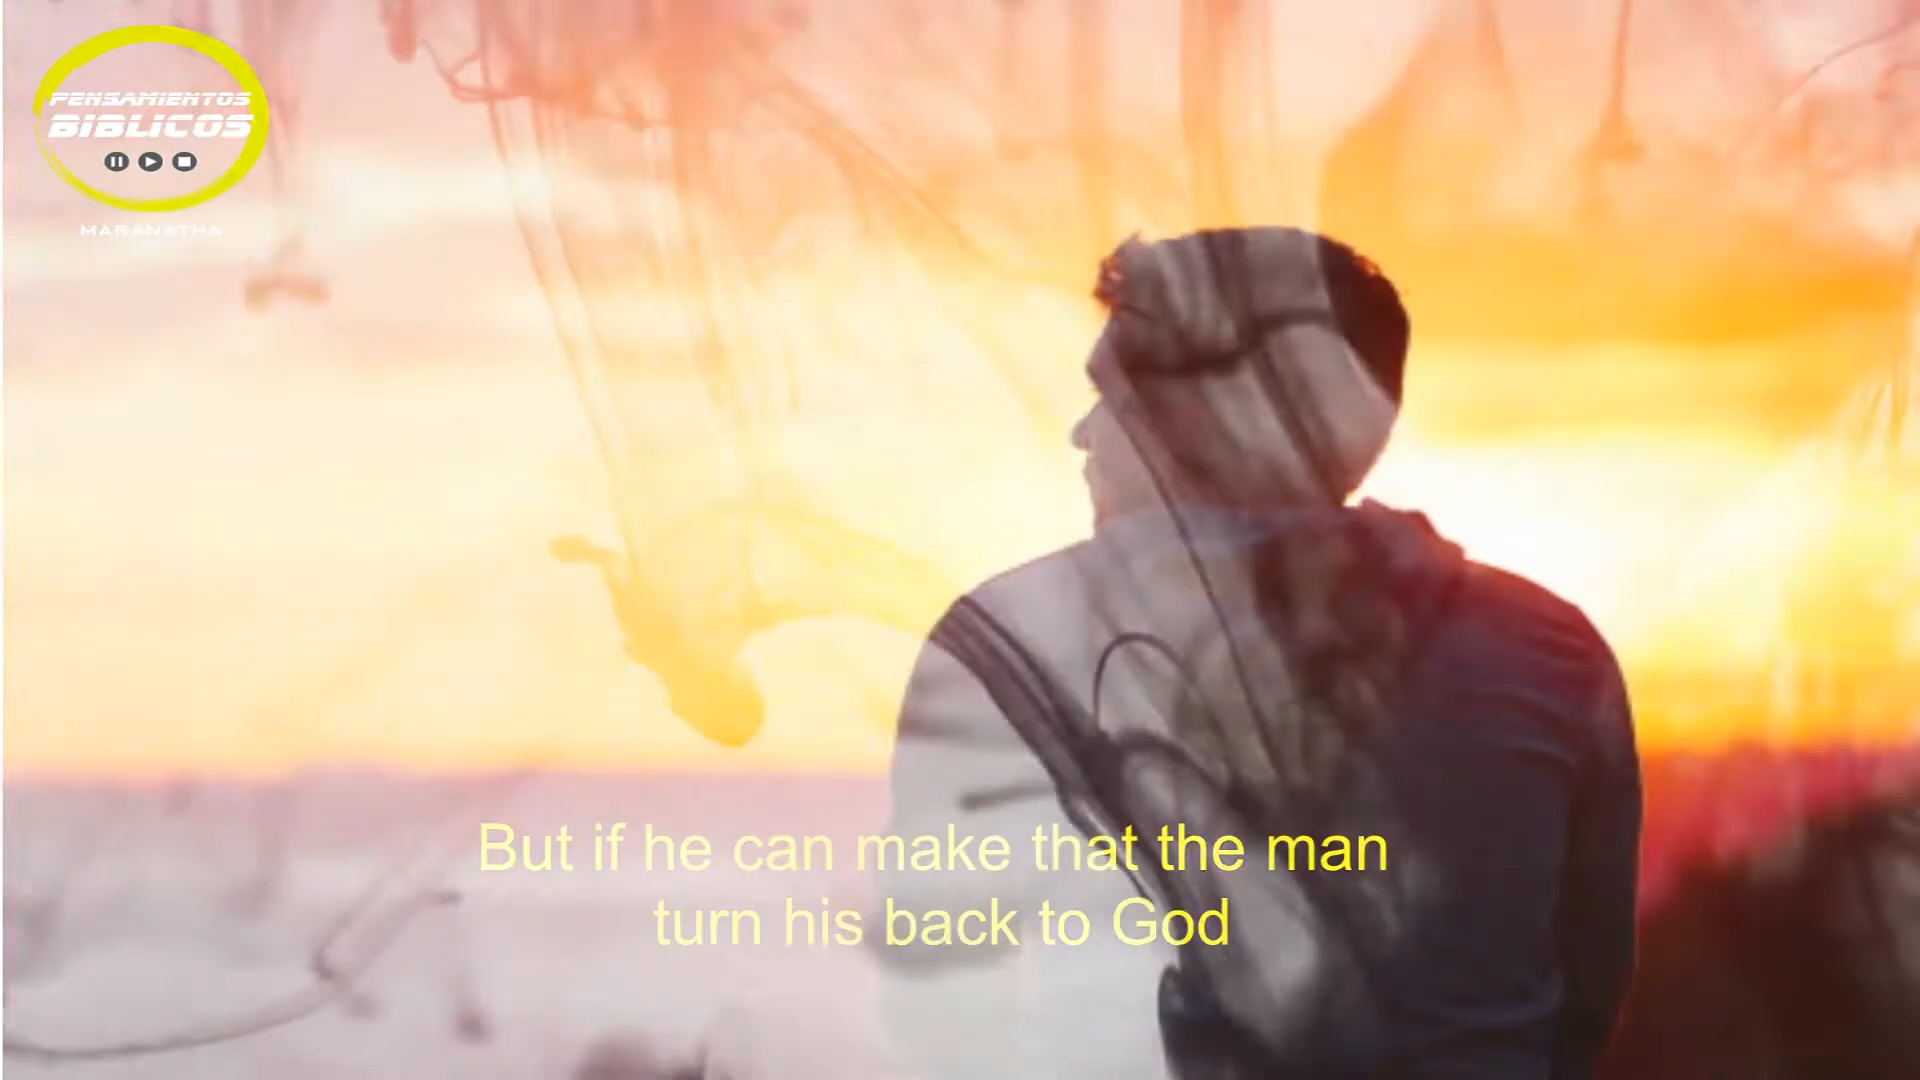 PENSAMIENTOS
BIBLICOS
MARANATHA
But if he can make that the man
turn his back to God